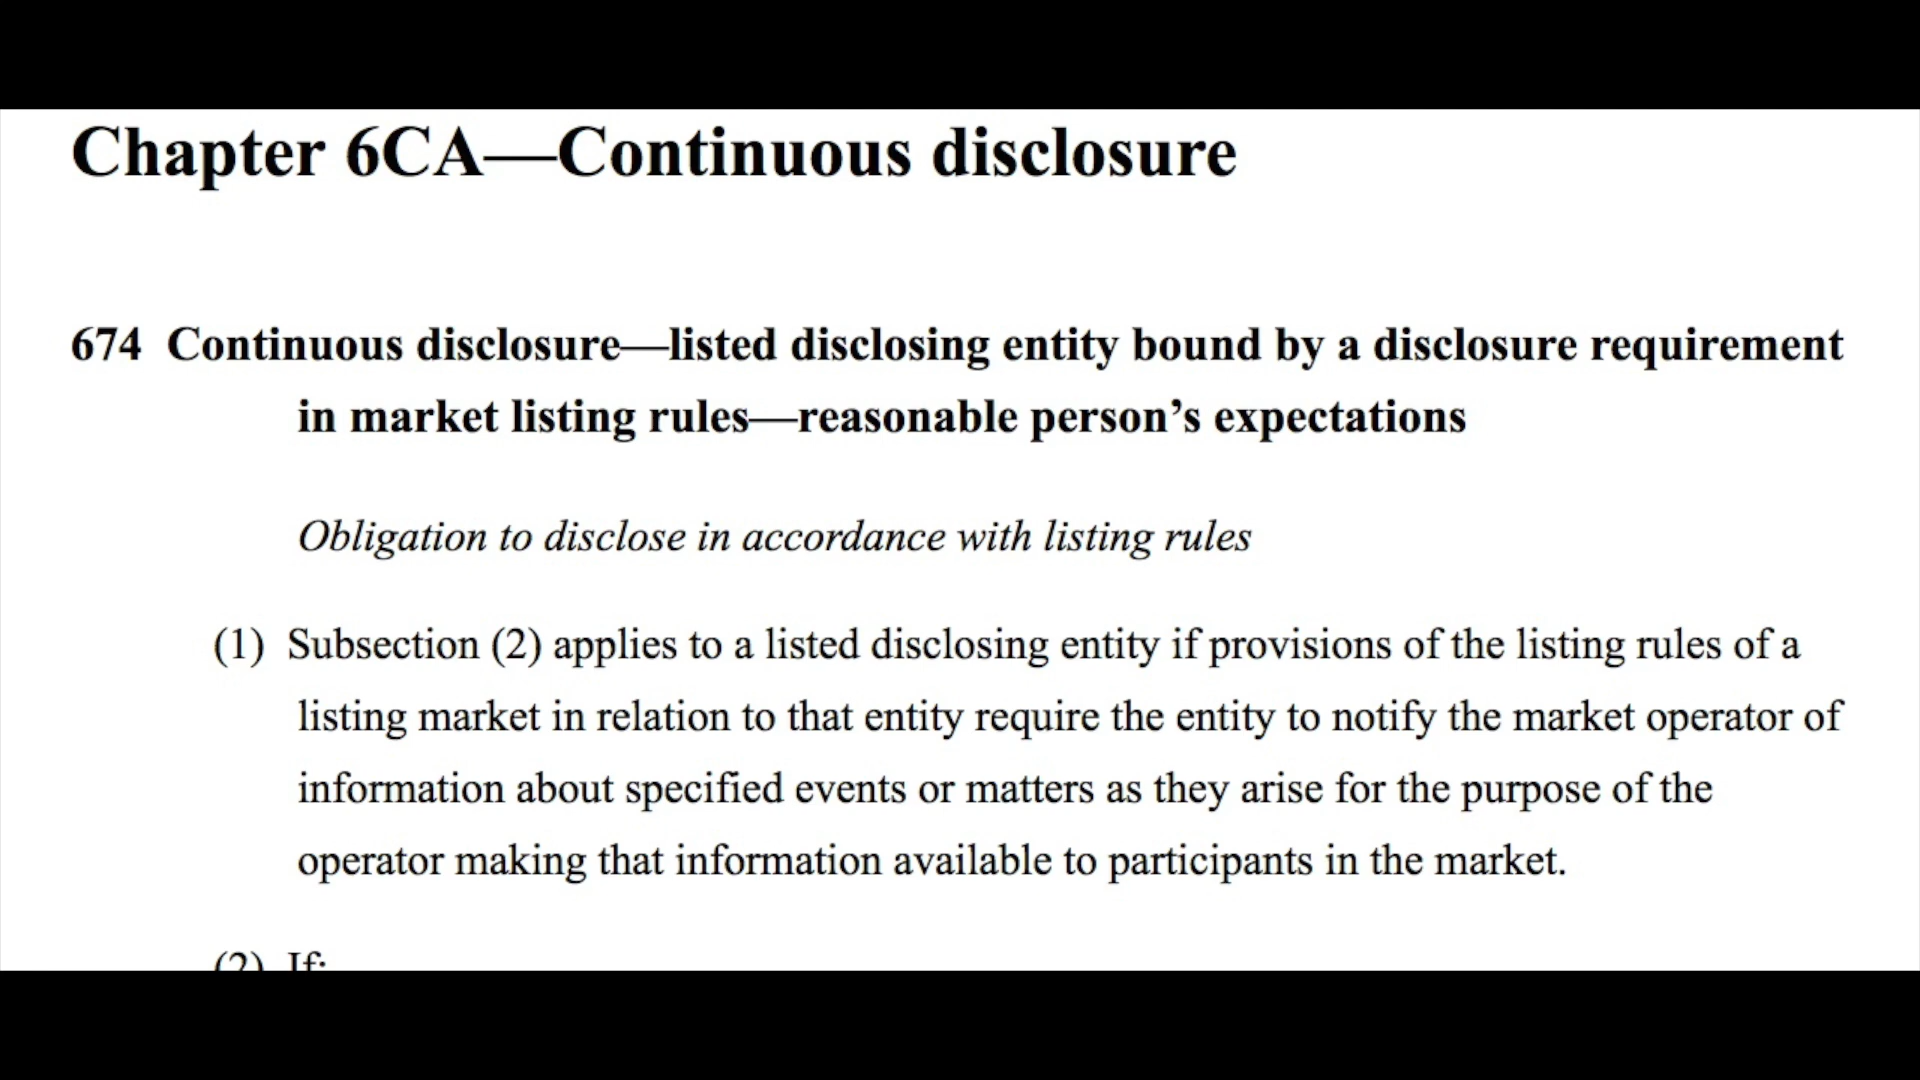 Chapter 6CA—Continuous disclosure
674 Continuous disclosure—listed disclosing entity bound by a disclosure requirement
in market listing rules—reasonable person’s expectations
Obligation to disclose in accordance with listing rules
(1) Subsection (2) applies to a listed disclosing entity if provisions of the listing rules of a
listing market in relation to that entity require the entity to notify the market operator of
information about specified events or matters as they arise for the purpose of the
operator making that information available to participants in the market.
(2) If: